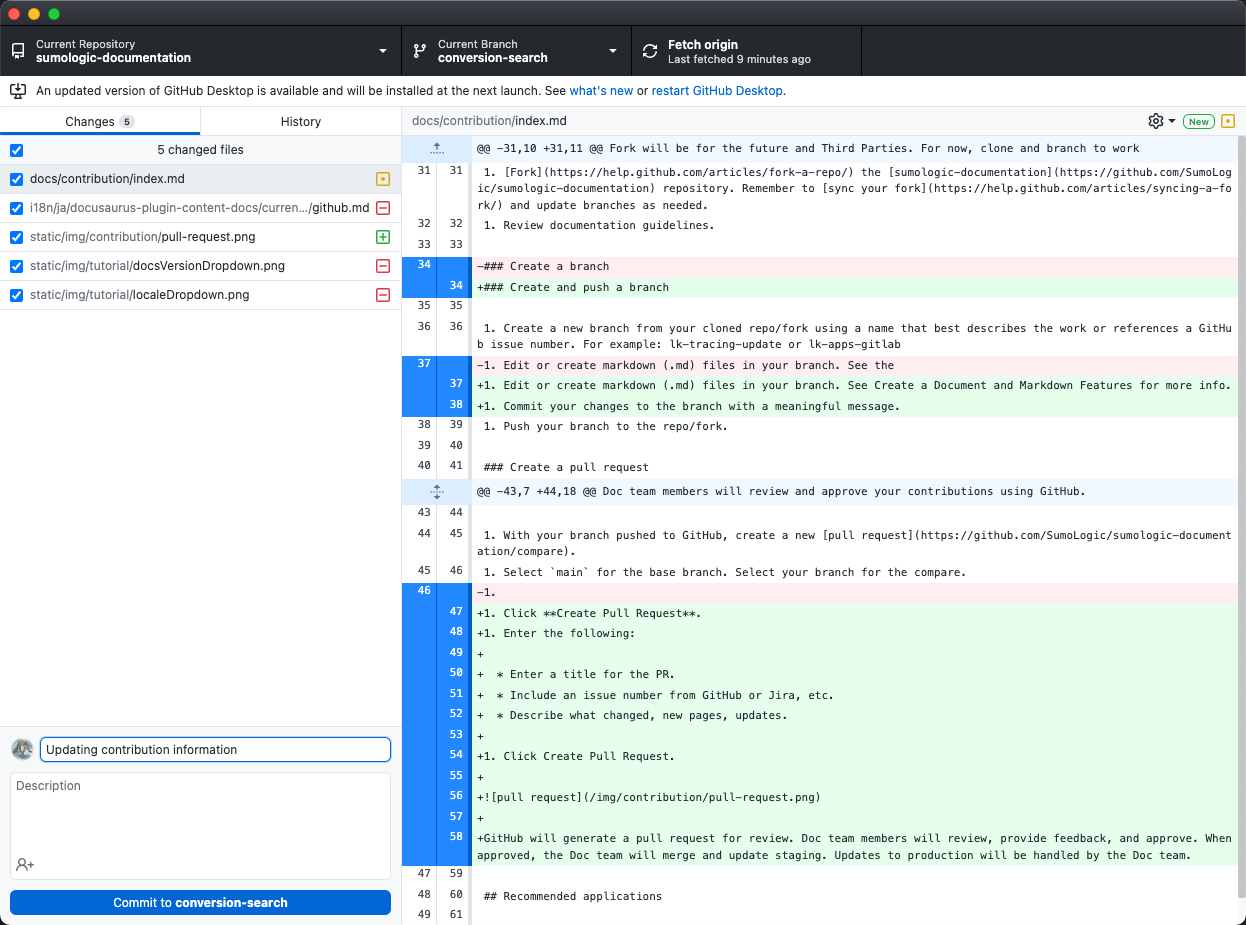 Current Repository
sumologic-documentation
Current Branch
conversion-search
Fetch origin
Last fetched 9 minutes ago
An updated version of GitHub Desktop is available and will be installed at the next launch. See what's new or restart GitHub Desktop.
Changes 5
History
docs/contribution/index.md
New
5 changed files
docs/contribution/index.md
i18n/ja/docusaurus-plugin-content-docs/curren.../github.md
static/img/contribution/pull-request.png
static/img/tutorial/docsVersionDropdown.png
static/img/tutorial/localeDropdown.png
Updating contribution information
Description
Commit to conversion-search
@@ -31,10 +31,11 @@ Fork will be for the future and Third Parties. For now, clone and branch to work
31 31 1. [Fork](https://help.github.com/articles/fork-a-repo/) the [sumologic-documentation](https://github.com/SumoLog
ic/sumologic-documentation) repository. Remember to [sync your fork](https://help.github.com/articles/syncing-a-fo
rk/) and update branches as needed.
32 32 1. Review documentation guidelines.
33 33
34 -### Create a branch
34 +### Create and push a branch
35 35
36 36 1. Create a new branch from your cloned repo/fork using a name that best describes the work or references a GitHu
b issue number. For example: lk-tracing-update or lk-apps-gitlab
37 -1. Edit or create markdown (.md) files in your branch. See the
37 +1. Edit or create markdown (.md) files in your branch. See Create a Document and Markdown Features for more info.
38 +1. Commit your changes to the branch with a meaningful message.
38 39 1. Push your branch to the repo/fork.
39 40
40 41 ### Create a pull request
@@ -43,7 +44,18 @@ Doc team members will review and approve your contributions using GitHub.
43 44
44 45 1. With your branch pushed to GitHub, create a new [pull request](https://github.com/SumoLogic/sumologic-document
ation/compare).
45 46 1. Select `main` for the base branch. Select your branch for the compare.
46 -1.
47 +1. Click **Create Pull Request**.
48 +1. Enter the following:
49 +
50 + * Enter a title for the PR.
51 + * Include an issue number from GitHub or Jira, etc.
52 + * Describe what changed, new pages, updates.
53 +
54 +1. Click Create Pull Request.
55 +
56 +![pull request](/img/contribution/pull-request.png)
57 +
58 +GitHub will generate a pull request for review. Doc team members will review, provide feedback, and approve. When
approved, the Doc team will merge and update staging. Updates to production will be handled by the Doc team.
47 59
48 60 ## Recommended applications
49 61